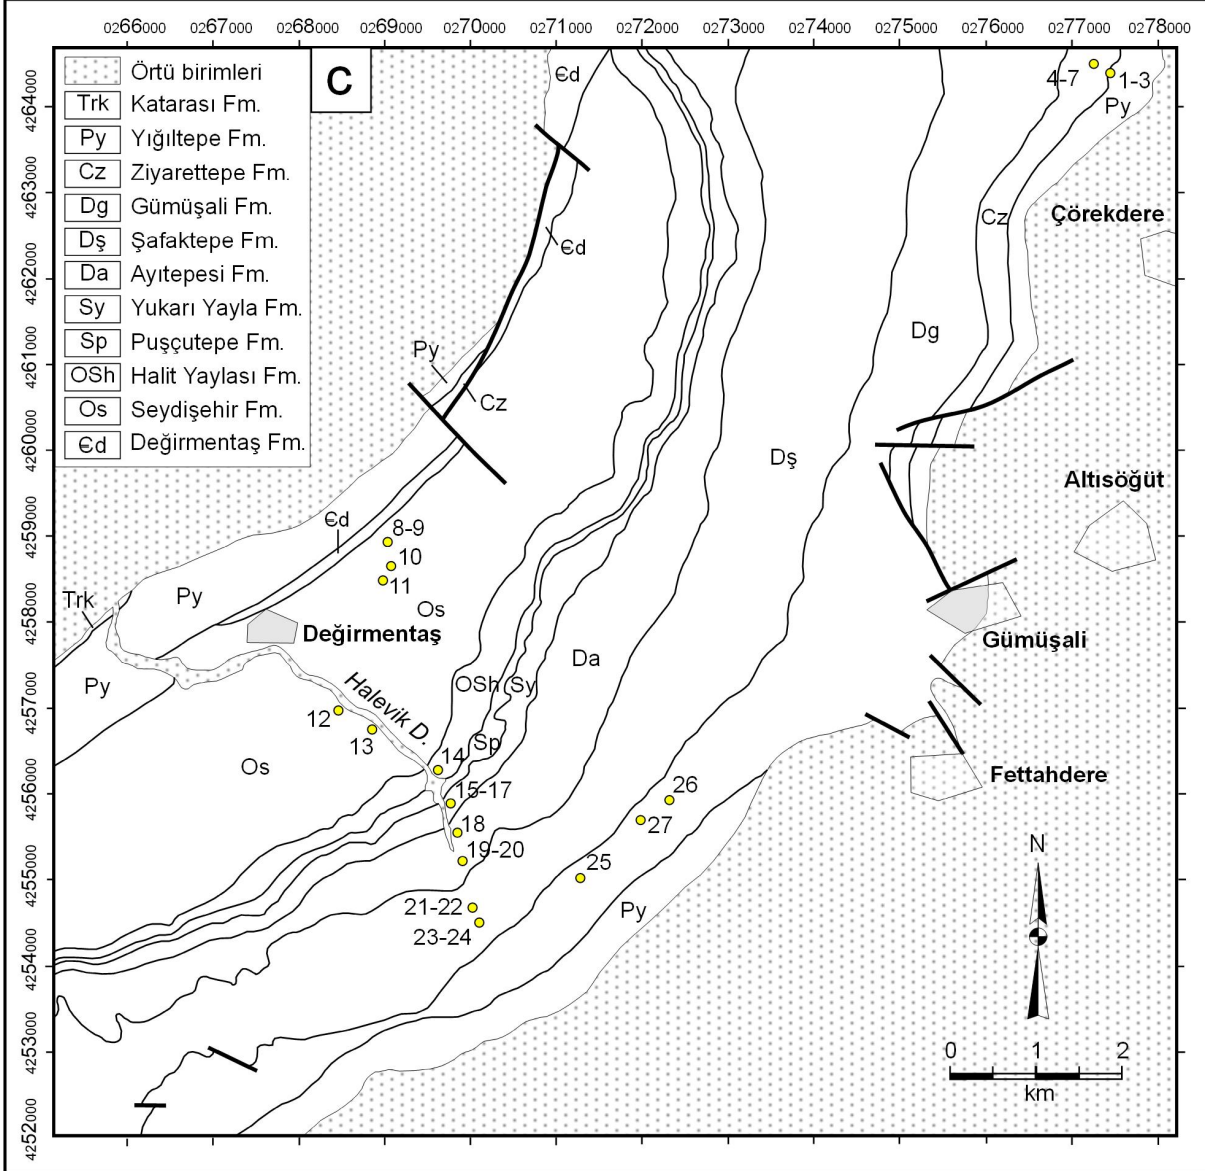 0266000 0267000 0268000 0269000 0270000 0271000 0272000 0273000 0274000 0275000 0276000 0277000 0278000
4264000
4263000
4262000
4261000
4260000
4259000
4258000
4257000
4256000
4255000
4254000
4253000
4252000
C
Örtü birimleri
Trk Katarası Fm.
Py Yığıltepe Fm.
Cz Ziyarettepe Fm.
Dg Gümüşali Fm.
Dş Şafaktepe Fm.
Da Ayıtepesi Fm.
Sy Yukarı Yayla Fm.
Sp Puşçutepe Fm.
OSh Halit Yaylası Fm.
Os Seydişehir Fm.
Єd Değirmentaş Fm.
Єd
4-7
1-3
Py
Cz
Çörekdere
Єd
Dg
Py
Cz
Dş
Altısöğüt
Єd
8-9
10
11
Trk
Py
Os
Değirmentaş
Gümüşali
Da
Py
OSh
Sy
Halevik D.
12
13
Sp
14
Os
Fettahdere
15-17
26
18
27
19-20
25
21-22
Py
23-24
N
0 1 2
km